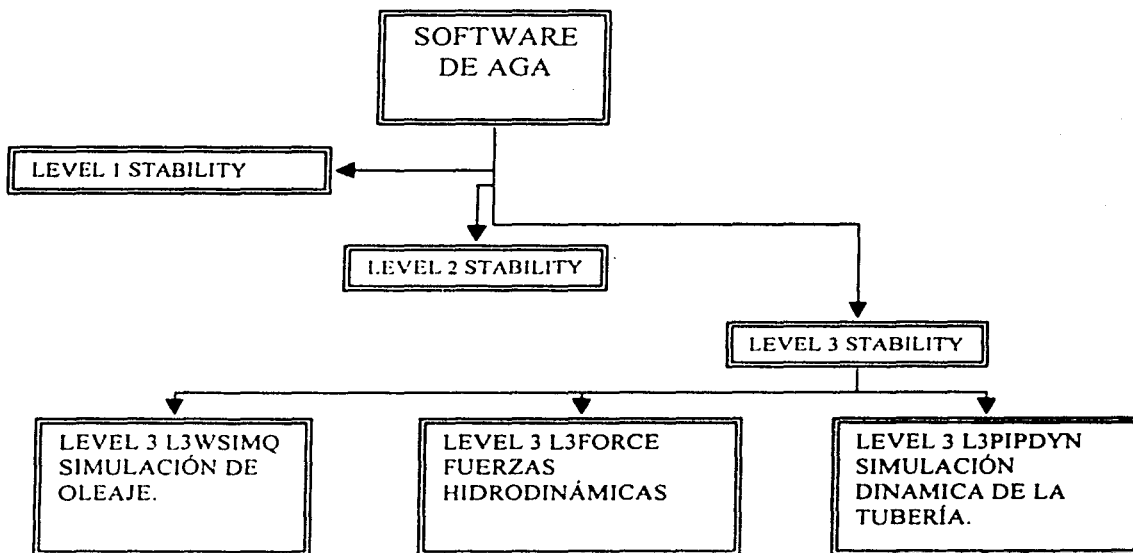 SOFTWARE
DE AGA
LEVEL 1 STABILITY
LEVEL 2 STABILITY
LEVEL 3 STABILITY
LEVEL 3 L3WSIMQ
SIMULACIÓN DE
OLEAJE.
LEVEL 3 L3FORCE
FUERZAS
HIDRODINÁMICAS
LEVEL 3 L3PIPDYN
SIMULACIÓN
DINAMICA DE LA
TUBERÍA.